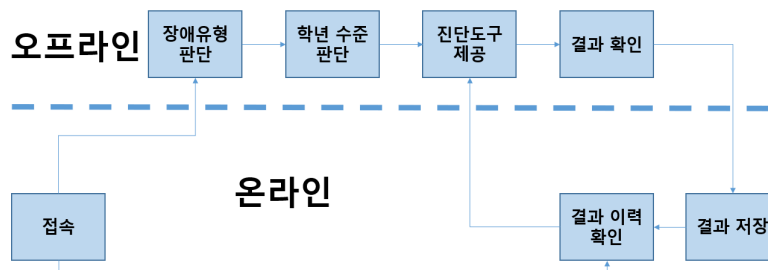 오프라인
장애유형
판단
학년 수준
판단
진단도구
제공
결과 확인
온라인
접속
결과 이력
확인
결과 저장